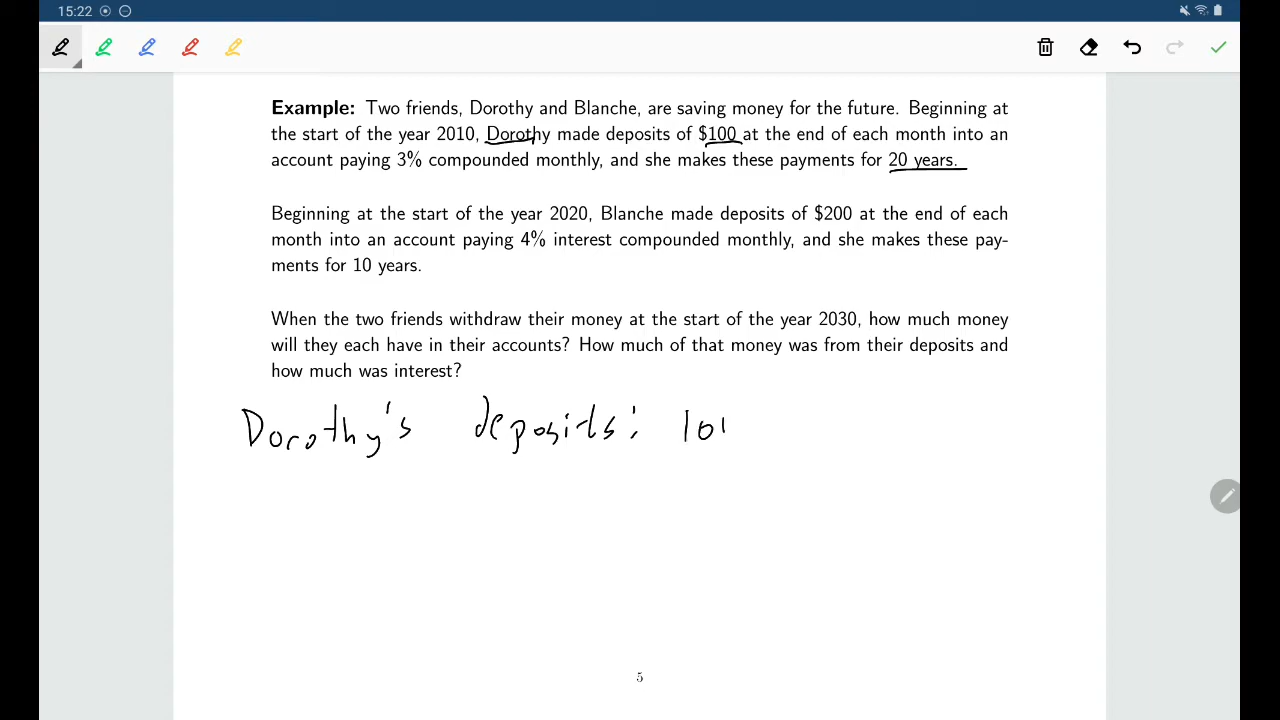 15:22
Example: Two friends, Dorothy and Blanche, are saving money for the future. Beginning at
the start of the year 2010, Dorothy made deposits of $100 at the end of each month into an
account paying 3% compounded monthly, and she makes these payments for 20 years.
Beginning at the start of the year 2020, Blanche made deposits of $200 at the end of each
month into an account paying 4% interest compounded monthly, and she makes these pay-
ments for 10 years.
When the two friends withdraw their money at the start of the year 2030, how much money
will they each have in their accounts? How much of that money was from their deposits and
how much was interest?
Dorothy's deposits:
5